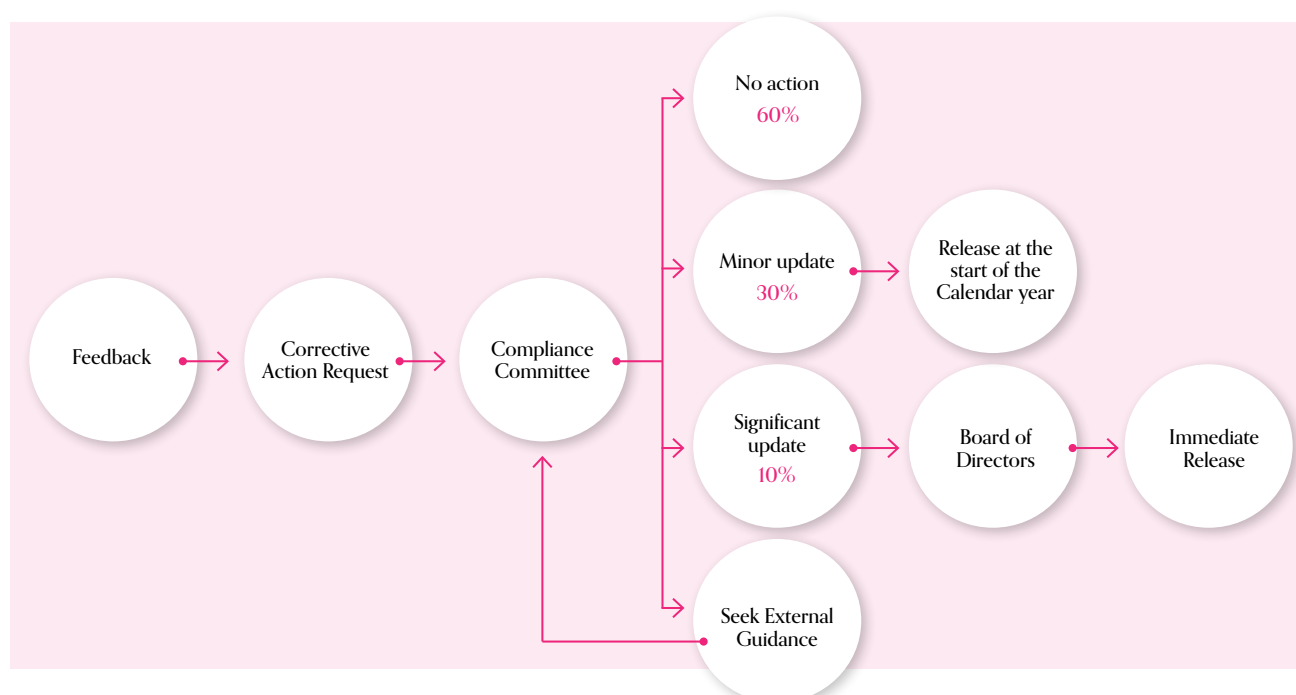 Feedback
Corrective
Action Request
Compliance
Committee
No action
60%
Minor update
30%
Release at the
start of the
Calendar year
Significant
update
10%
Board of
Directors
Immediate
Release
Seek External
Guidance